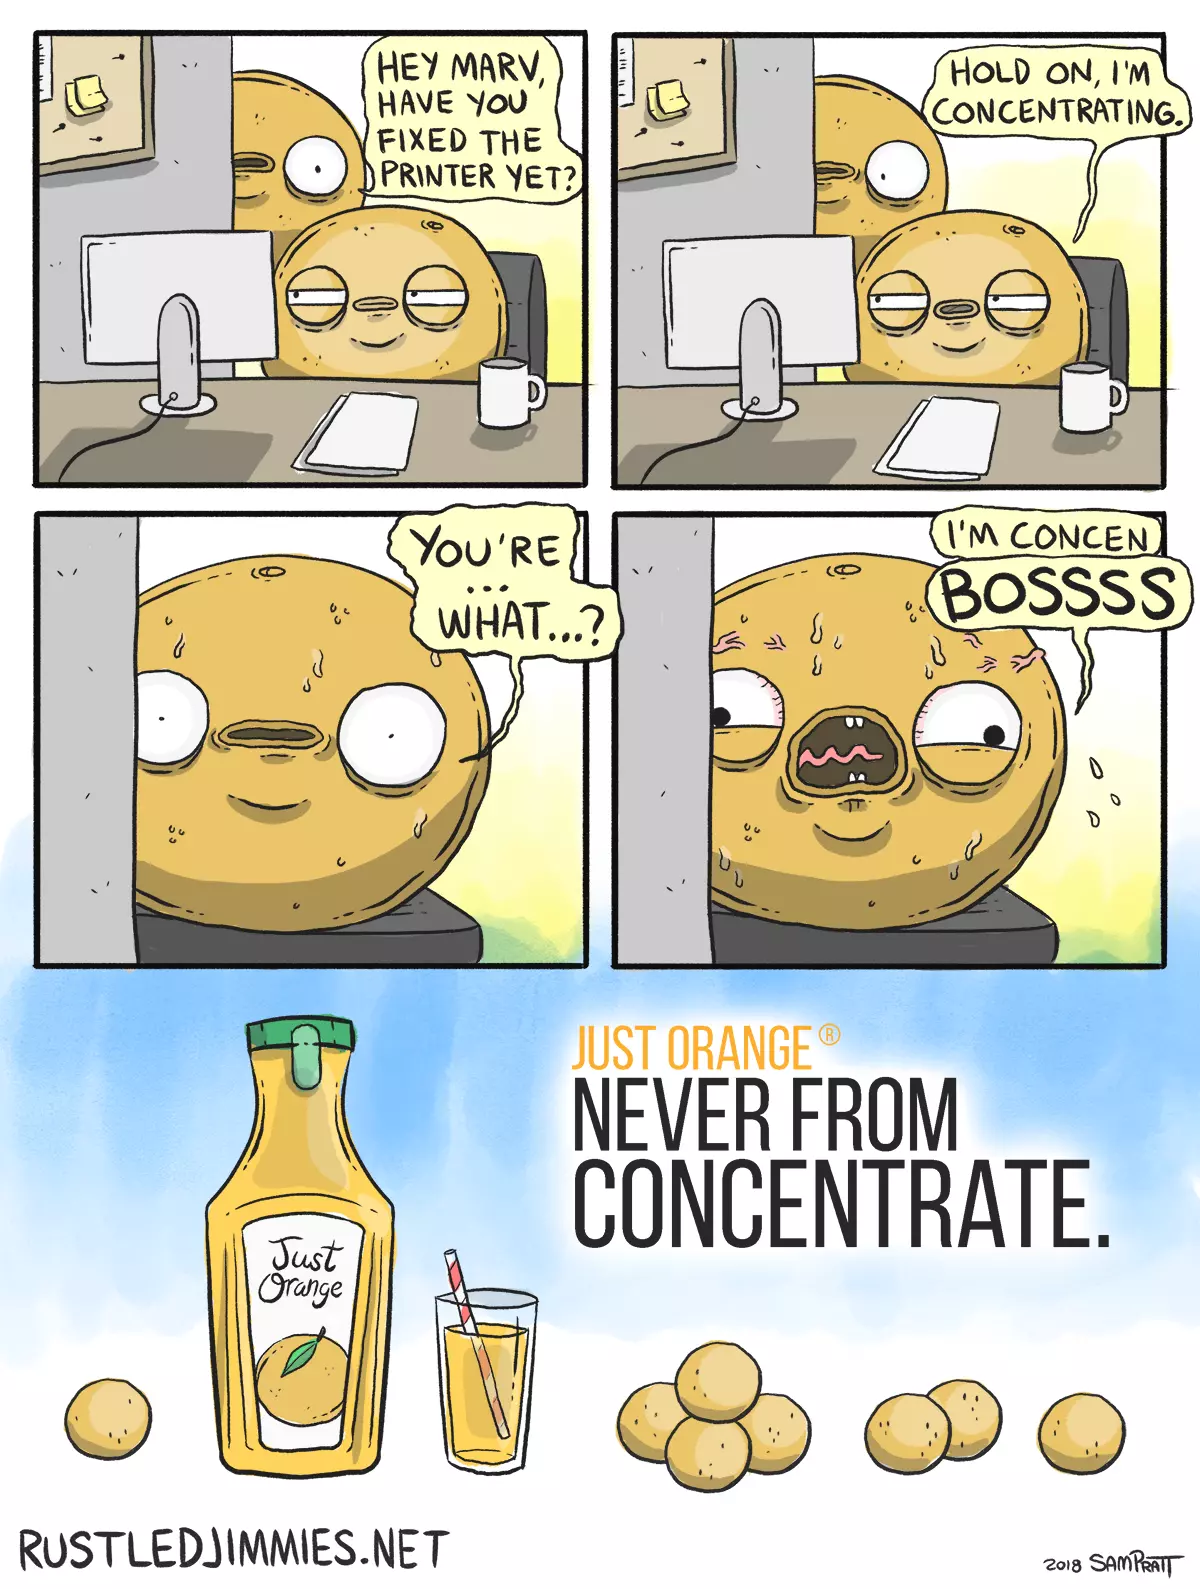 HEY MARV,
HAVE YOU
FIXED THE
PRINTER YET?
HOLD ON, I'M
CONCENTRATING.
YOU'RE
...
WHAT...?
I'M CONCEN
BOSSSS
JUST ORANGE®
NEVER FROM
CONCENTRATE.
Just
Orange
RUSTLEDJIMMIES.NET
2018 SAMPRATT